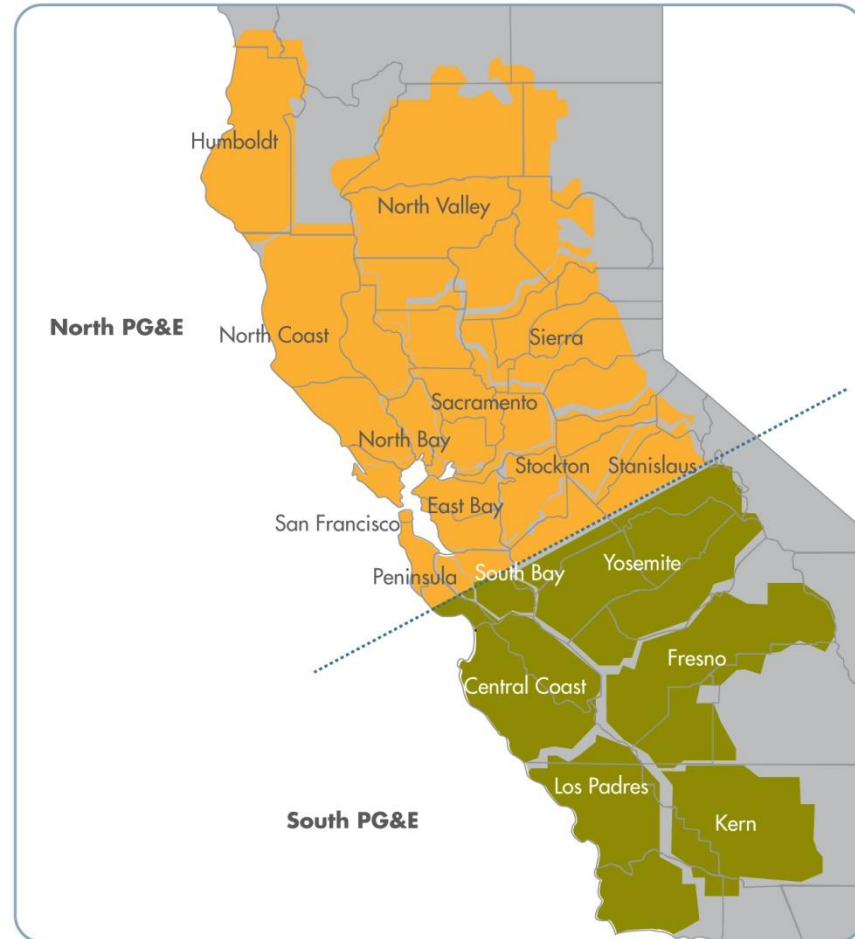 Humboldt
North Valley
North PG&E
North Coast
Sierra
Sacramento
North Bay
Stockton
Stanislaus
East Bay
San Francisco
South Bay
Yosemite
Peninsula
Fresno
Central Coast
Los Padres
South PG&E
Kern